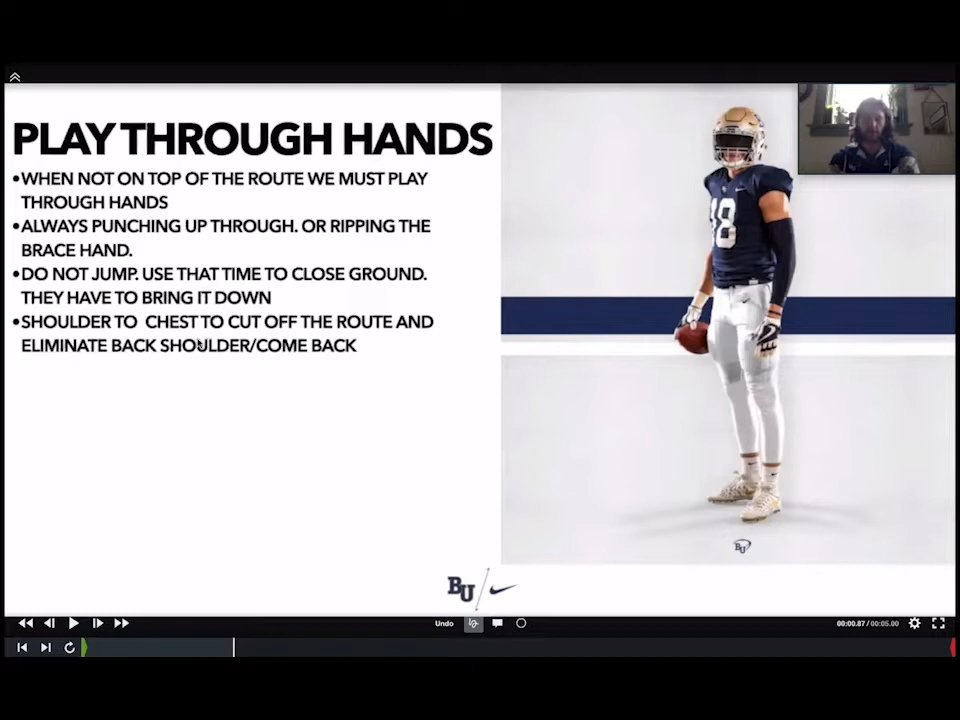 PLAY THROUGH HANDS
•WHEN NOT ON TOP OF THE ROUTE WE MUST PLAY
THROUGH HANDS
•ALWAYS PUNCHING UP THROUGH. OR RIPPING THE
BRACE HAND.
•DO NOT JUMP. USE THAT TIME TO CLOSE GROUND.
THEY HAVE TO BRING IT DOWN
•SHOULDER TO CHEST TO CUT OFF THE ROUTE AND
ELIMINATE BACK SHOULDER/COME BACK
18
BU
BU
Undo
00:00.87 / 00:05.00